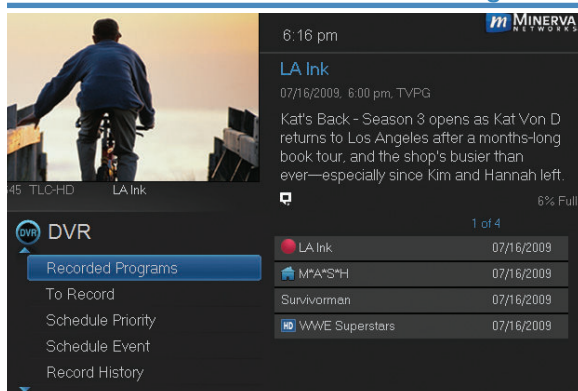 6:16 pm
m MINERVA
NETWORKS
LA Ink
07/16/2009, 6:00 pm, TVPG
Kat's Back - Season 3 opens as Kat Von D
returns to Los Angeles after a months-long
book tour, and the shop's busier than
ever—especially since Kim and Hannah left.
6% Full
45 TLC-HD LA Ink
DVR DVR
Recorded Programs
To Record
Schedule Priority
Schedule Event
Record History
1 of 4
LA Ink 07/16/2009
M*A*S*H 07/16/2009
Survivorman 07/16/2009
HD WWE Superstars 07/16/2009